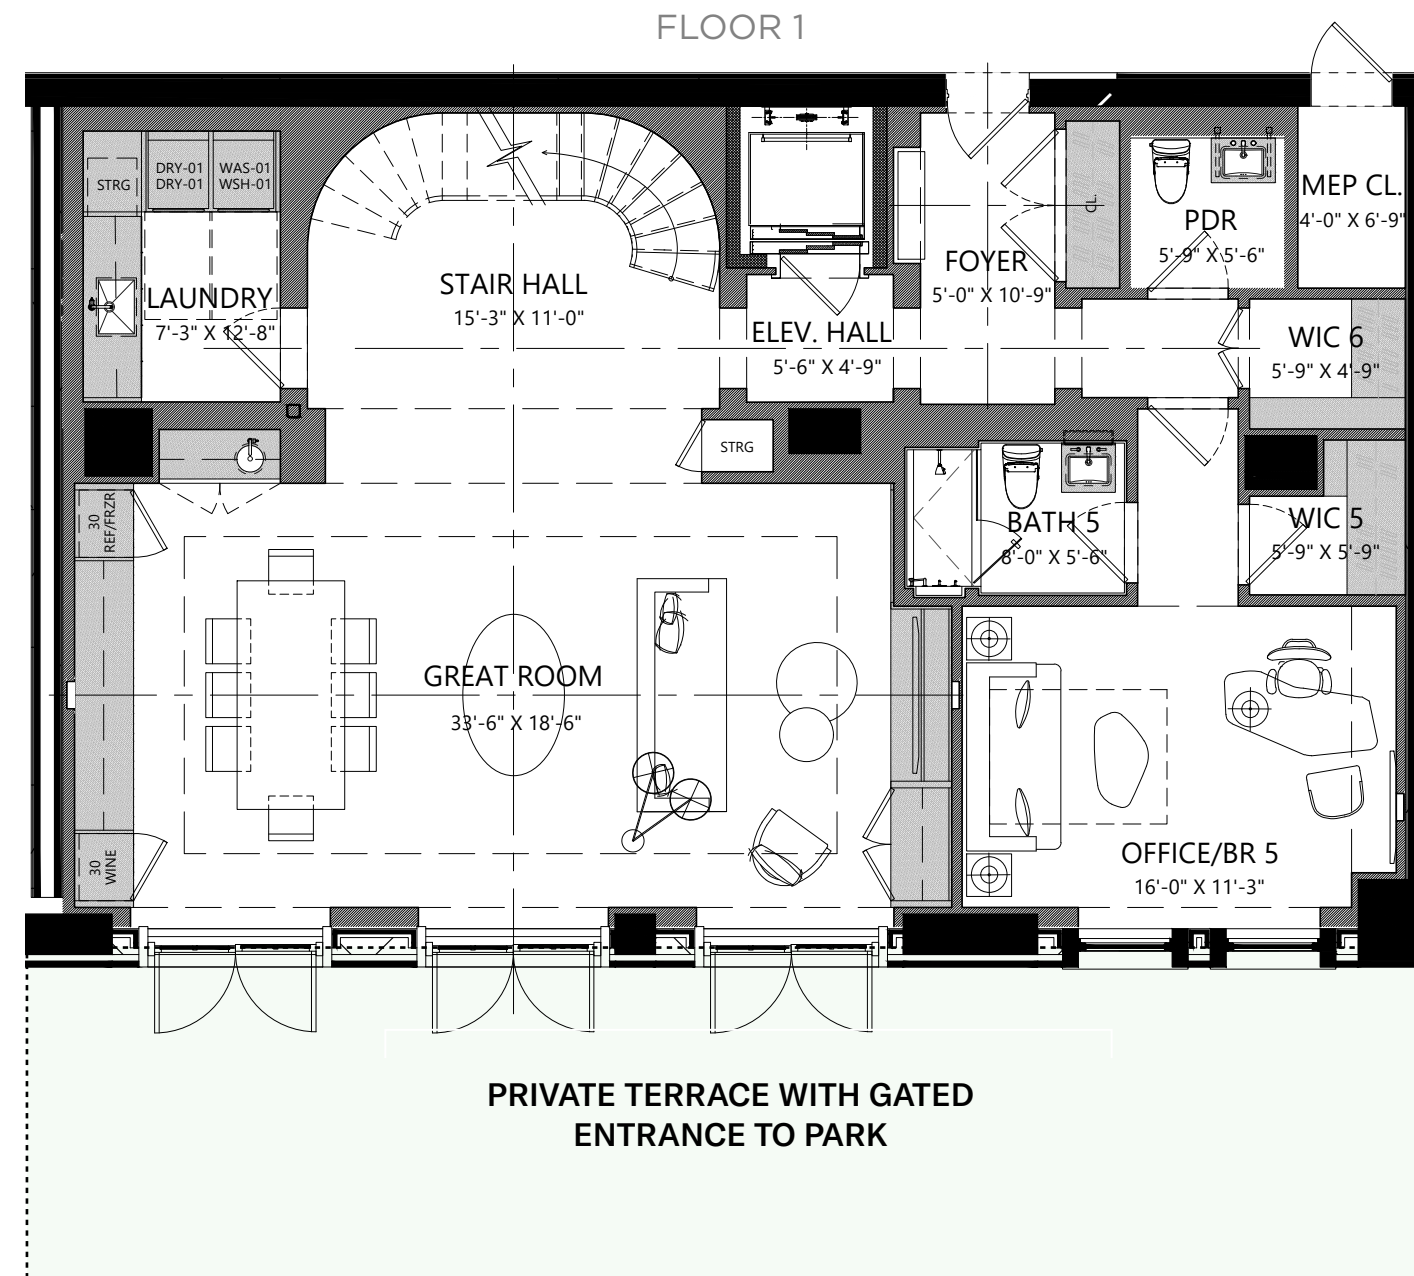 FLOOR 1
STRG
DRY-01
DRY-01
WAS-01
WSH-01
LAUNDRY
7'-3" X 12'-8"
STAIR HALL
15'-3" X 11'-0"
ELEV. HALL
5'-6" X 4'-9"
FOYER
5'-0" X 10'-9"
CL.
PDR
5'-9" X 5'-6"
MEP CL.
4'-0" X 6'-9"
WIC 6
5'-9" X 4'-9"
STRG
30
REF/FRZR
BATH 5
8'-0" X 5'-6"
WIC 5
5'-9" X 5'-9"
GREAT ROOM
33'-6" X 18'-6"
30
WINE
OFFICE/BR 5
16'-0" X 11'-3"
PRIVATE TERRACE WITH GATED
ENTRANCE TO PARK